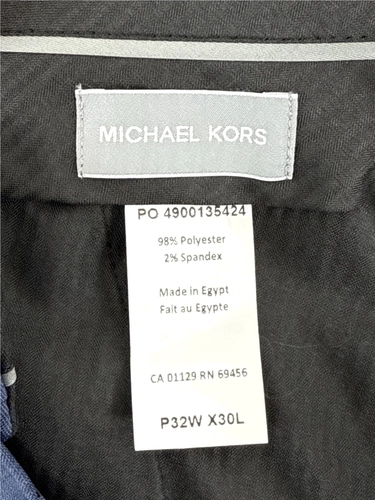 MICHAEL KORS
PO 4900135424
98% Polyester
2% Spandex
Made in Egypt
Fait au Egypte
CA 01129 RN 69456
P32W X30L